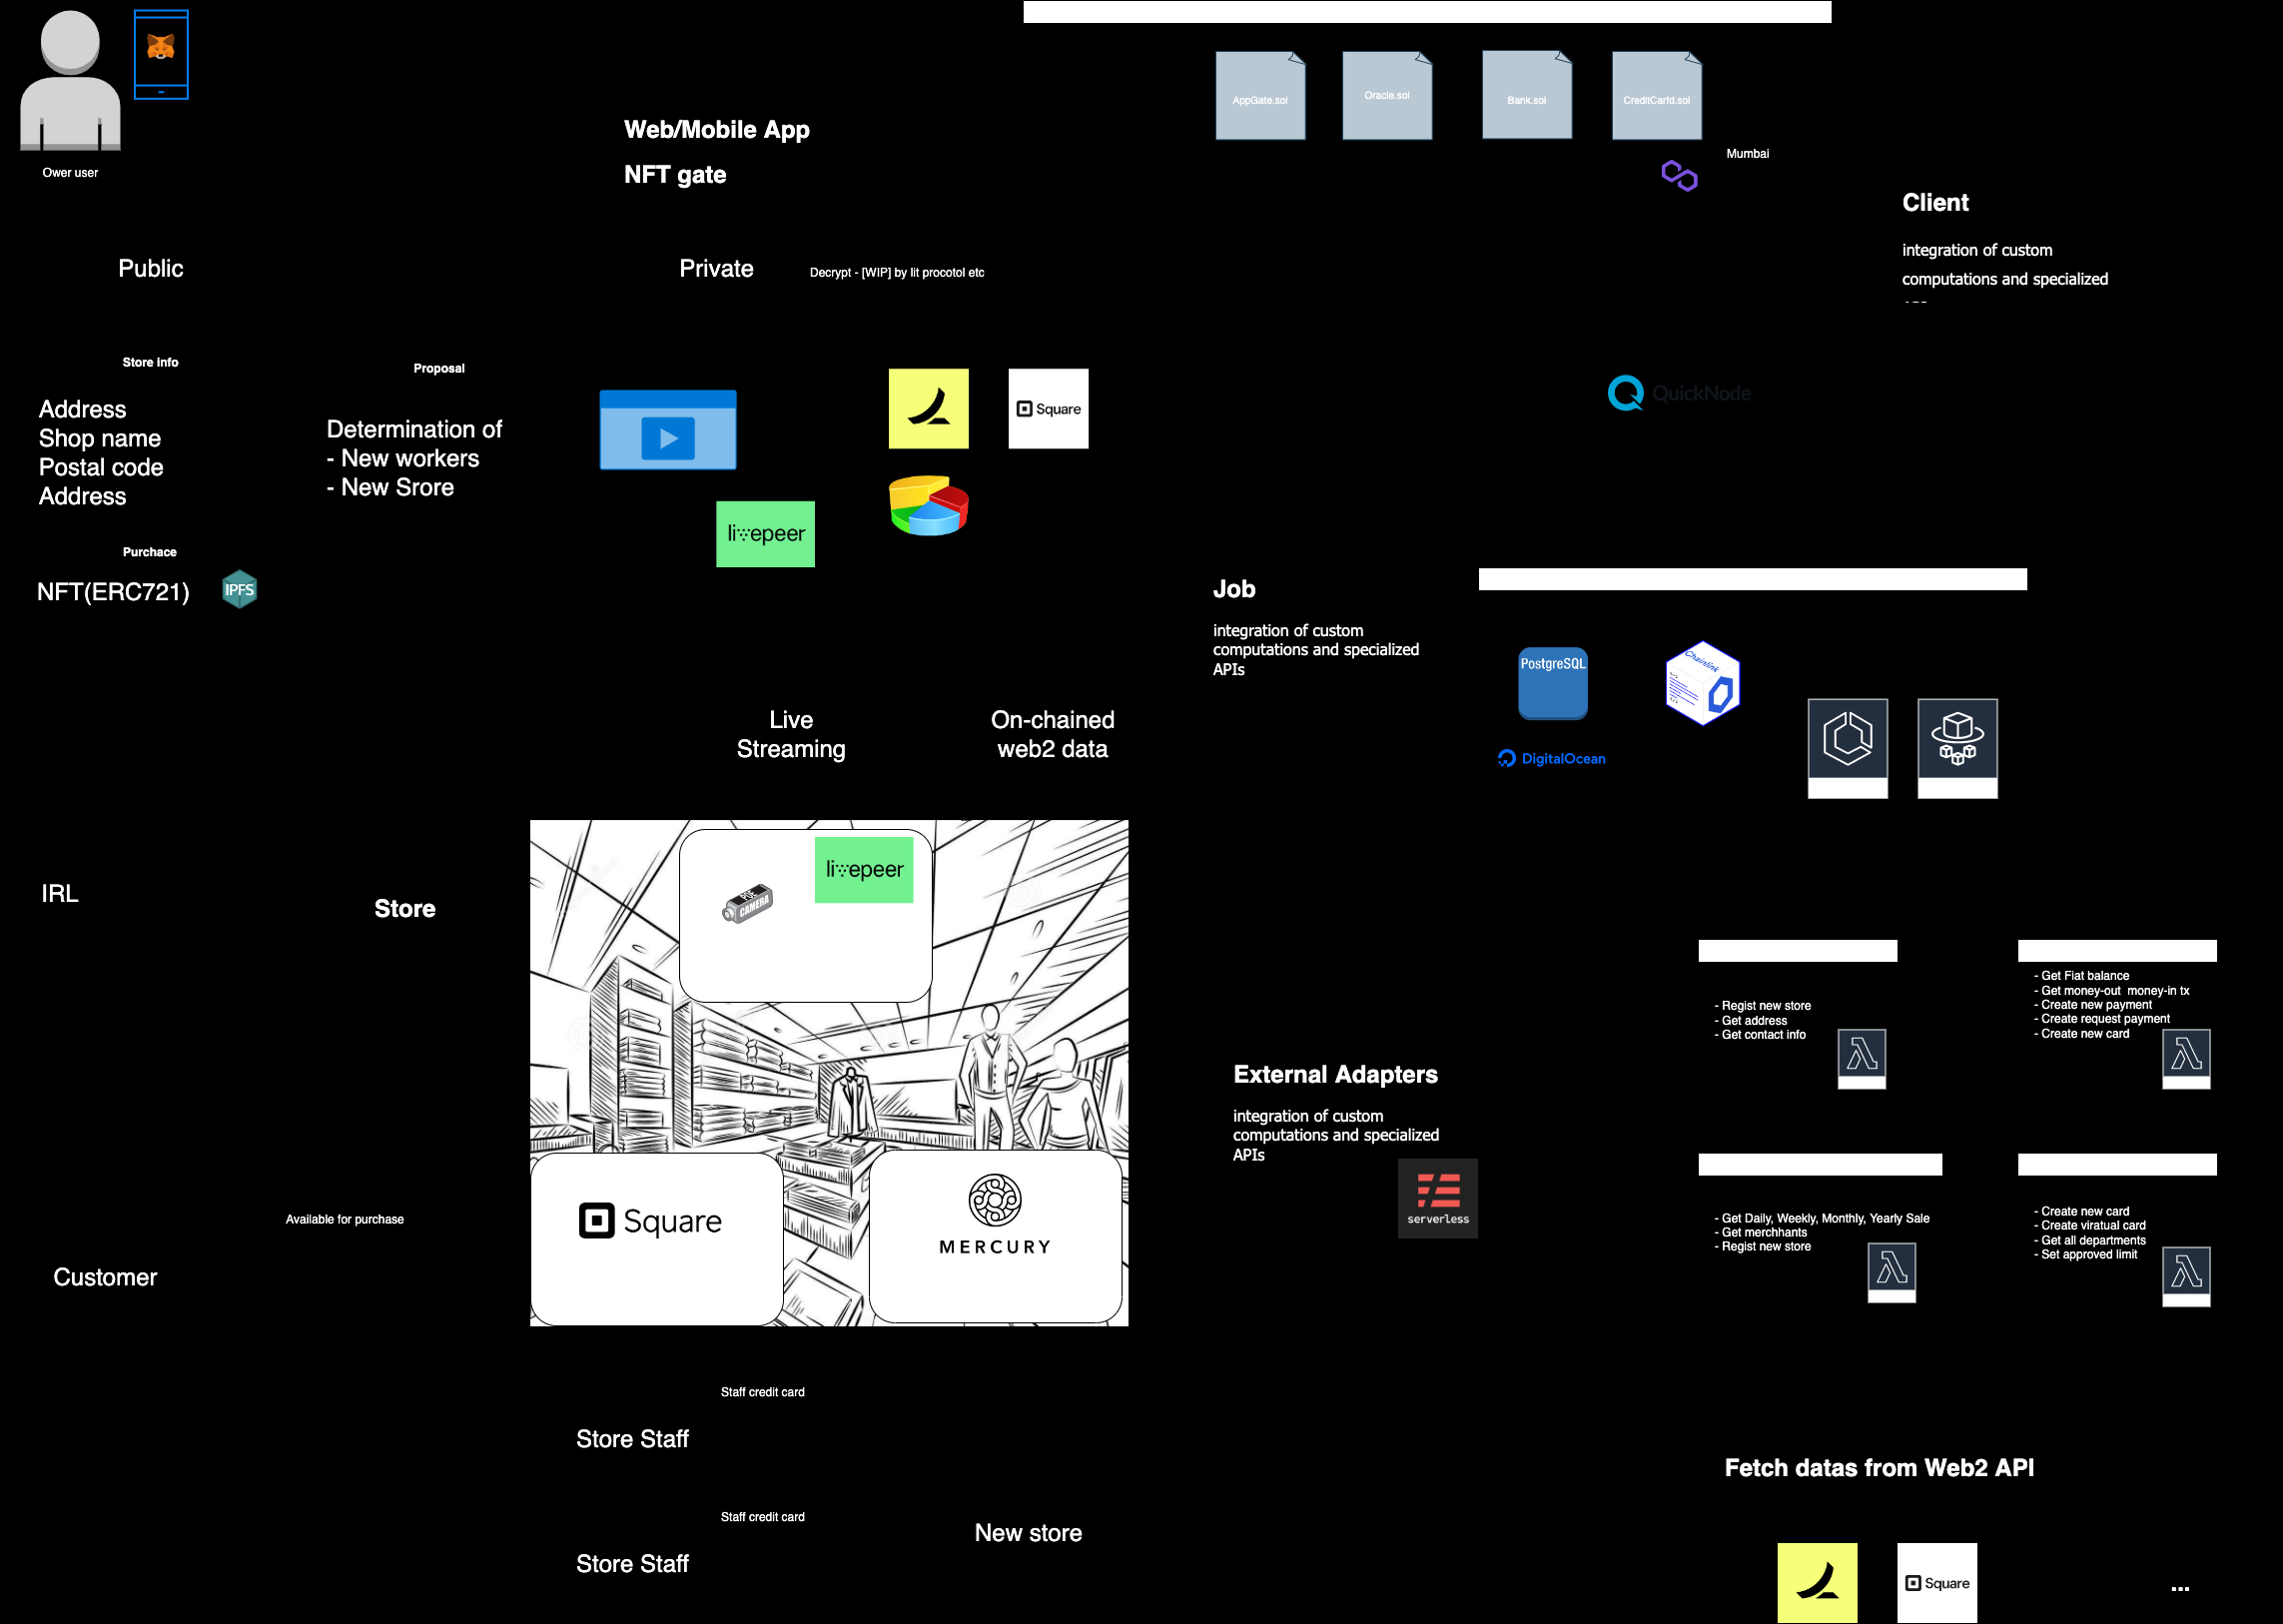 Ower user
Web/Mobile App
NFT gate
AppGate.sol
Oracle.sol
Bank.sol
CreditCarfd.sol
Mumbai
Client
integration of custom
computations and specialized
Public
Private
Decrypt - [WIP] by lit procotol etc
Store info
Address
Shop name
Postal code
Address
Proposal
Determination of
- New workers
- New Srore
Square
livepeer
QuickNode
Purchace
NFT(ERC721)
IPFS
Job
integration of custom
computations and specialized
APIs
PostgreSQL
Chainlink
DigitalOcean
Live
Streaming
On-chained
web2 data
IRL
Store
livepeer
POE
CAMERA
Square
MERCURY
Available for purchase
Customer
External Adapters
integration of custom
computations and specialized
APIs
serverless
- Regist new store
- Get address
- Get contact info
- Get Fiat balance
- Get money-out  money-in tx
- Create new payment
- Create request payment
- Create new card
- Get Daily, Weekly, Monthly, Yearly Sale
- Get merchhants
- Regist new store
- Create new card
- Create viratual card
- Get all departments
- Set approved limit
Staff credit card
Store Staff
Staff credit card
Store Staff
New store
Fetch datas from Web2 API
Square
...